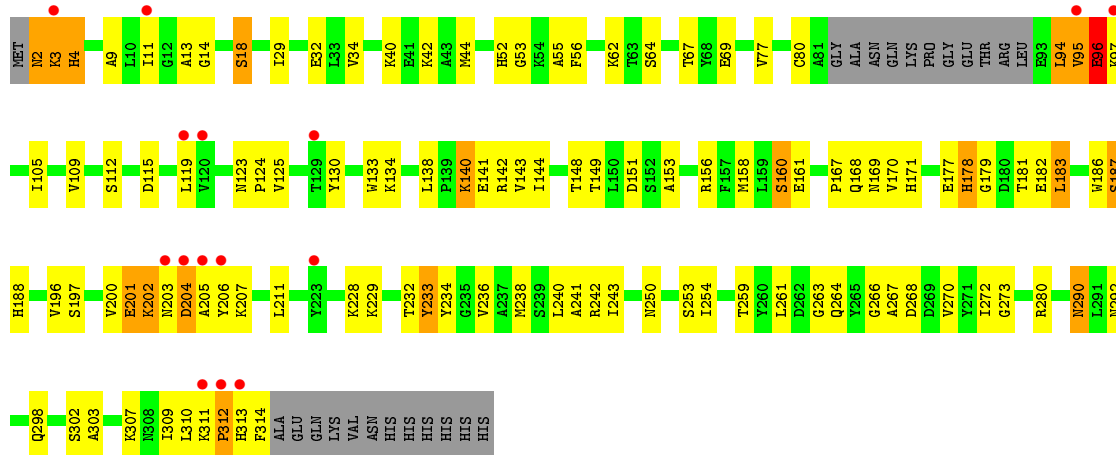 MET N2 K3 H4 A9 L10 I11 G12 A13 G14 S18 I29 E32 L33 V34 K40 E41 K42 A43 M44 H52 G53 K54 A55 F56 K62 T63 S64 T67 Y68 E69 V77 C80 A81 GLY ALA ASN GLN LYS PRO GLY GLU THR ARG LEU E93 L94 V95 E96 K97
I105 V109 S112 D115 L119 V120 N123 P124 V125 T129 Y130 W133 K134 L138 P139 K140 E141 R142 V143 I144 T148 T149 L150 D151 S152 A153 R156 F157 M158 L159 S160 E161 P167 Q168 N169 V170 H171 E177 H178 G179 D180 T181 E182 L183 W186 S187
H188 V196 S197 V200 E201 K202 N203 D204 A205 Y206 K207 L211 Y223 K228 K229 T232 Y233 Y234 G235 V236 A237 M238 S239 L240 A241 R242 I243 N250 S253 I254 T259 Y260 L261 D262 G263 Q264 Y265 G266 A267 D268 D269 V270 Y271 I272 G273 R280 N290 L291
Q298 S302 A303 K307 N308 I309 L310 K311 P312 H313 F314 ALA GLU GLN LYS VAL ASN HIS HIS HIS HIS HIS HIS